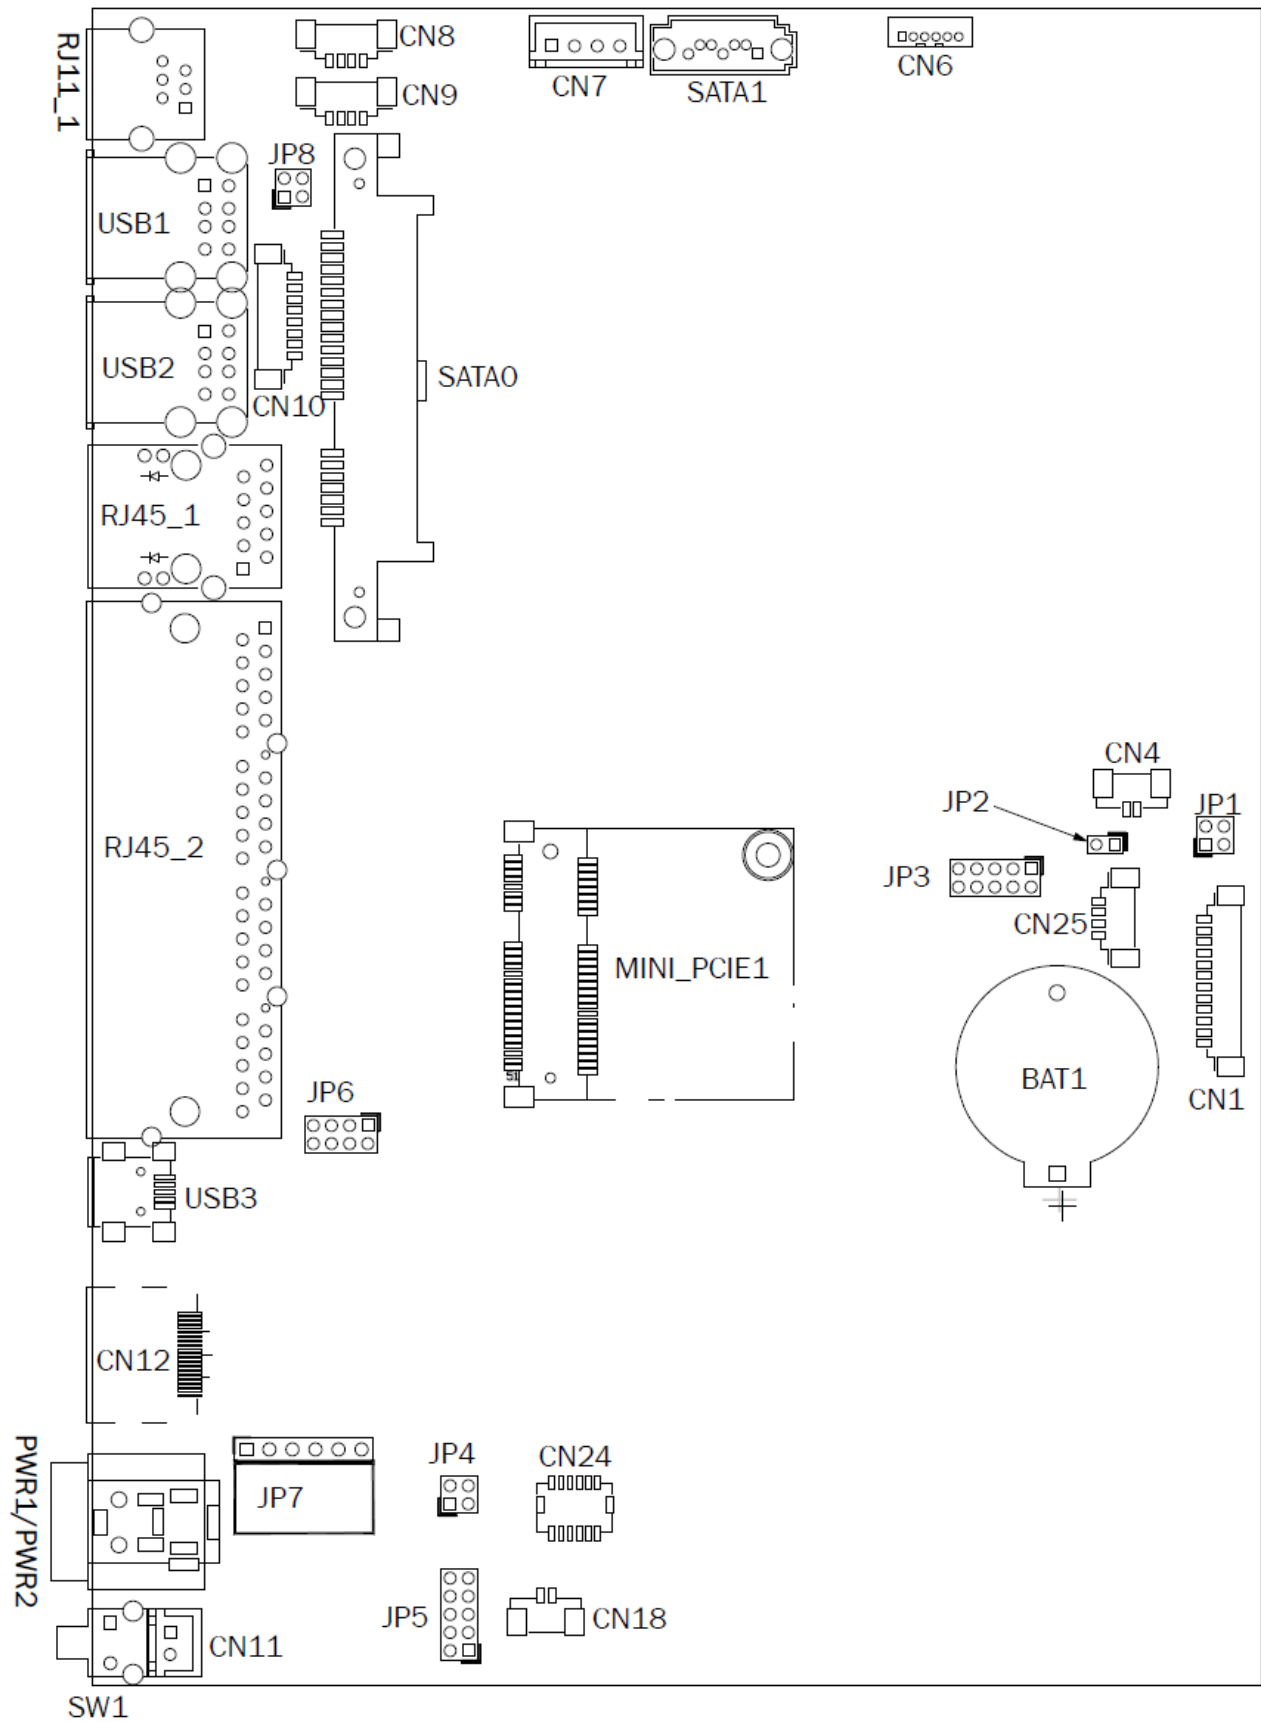 RJ11_1
CN8
CN9
CN7
SATA1
CN6
JP8
USB1
USB2
CN10
SATA0
RJ45_1
RJ45_2
CN4
JP2
JP1
JP3
CN25
MINI_PCIE1
BAT1
CN1
51
JP6
USB3
CN12
PWR1/PWR2
JP7
JP4
CN24
JP5
CN18
CN11
SW1